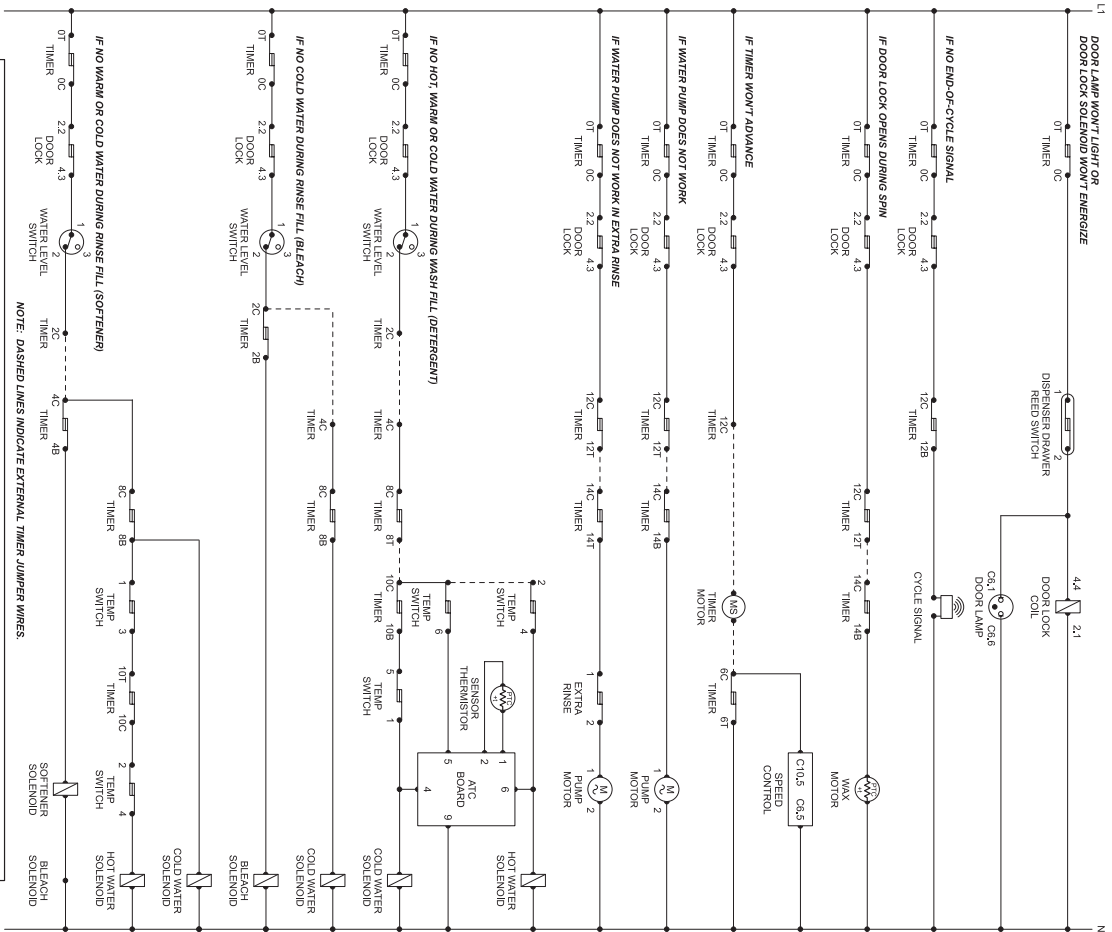 L1
N
DOOR LAMP WON'T LIGHT OR
DOOR LOCK SOLENOID WON'T ENERGIZE
0T
0C
TIMER
1
2
DISPENSER DRAWER
REED SWITCH
4.4
2.1
DOOR LOCK
COIL
C6.1
C6.6
DOOR LAMP
IF NO END-OF-CYCLE SIGNAL
0T
0C
TIMER
2.2
4.3
DOOR
LOCK
12C
12B
TIMER
CYCLE SIGNAL
IF DOOR LOCK OPENS DURING SPIN
0T
0C
TIMER
2.2
4.3
DOOR
LOCK
12C
12T
TIMER
14C
14B
TIMER
PTC
+t
WAX
MOTOR
IF TIMER WON'T ADVANCE
0T
0C
TIMER
2.2
4.3
DOOR
LOCK
12C
TIMER
MS
TIMER
MOTOR
6C
6T
TIMER
C10.5 C6.5
SPEED
CONTROL
IF WATER PUMP DOES NOT WORK
0T
0C
TIMER
2.2
4.3
DOOR
LOCK
12C
12T
TIMER
14C
14B
TIMER
1
M
2
PUMP
MOTOR
IF WATER PUMP DOES NOT WORK IN EXTRA RINSE
0T
0C
TIMER
2.2
4.3
DOOR
LOCK
12C
12T
TIMER
14C
14T
TIMER
1
2
EXTRA
RINSE
1
M
2
PUMP
MOTOR
IF NO HOT, WARM OR COLD WATER DURING WASH FILL (DETERGENT)
0T
0C
TIMER
2.2
4.3
DOOR
LOCK
1
3
2
WATER LEVEL
SWITCH
2C
TIMER
4C
TIMER
8C
8T
TIMER
10C
10B
TIMER
5
1
TEMP
SWITCH
6
TEMP
SWITCH
2
4
TEMP
SWITCH
PTC
+t
SENSOR
THERMISTOR
1
2
5
6
4
9
ATC
BOARD
HOT WATER
SOLENOID
COLD WATER
SOLENOID
IF NO COLD WATER DURING RINSE FILL (BLEACH)
0T
0C
TIMER
2.2
4.3
DOOR
LOCK
1
3
2
WATER LEVEL
SWITCH
2C
2B
TIMER
4C
TIMER
8C
8B
TIMER
COLD WATER
SOLENOID
BLEACH
SOLENOID
IF NO WARM OR COLD WATER DURING RINSE FILL (SOFTENER)
0T
0C
TIMER
2.2
4.3
DOOR
LOCK
1
3
2
WATER LEVEL
SWITCH
2C
TIMER
4C
4B
TIMER
8C
8B
TIMER
1
3
TEMP
SWITCH
10T
10C
TIMER
2
4
TEMP
SWITCH
COLD WATER
SOLENOID
HOT WATER
SOLENOID
SOFTENER
SOLENOID
BLEACH
SOLENOID
NOTE: DASHED LINES INDICATE EXTERNAL TIMER JUMPER WIRES.